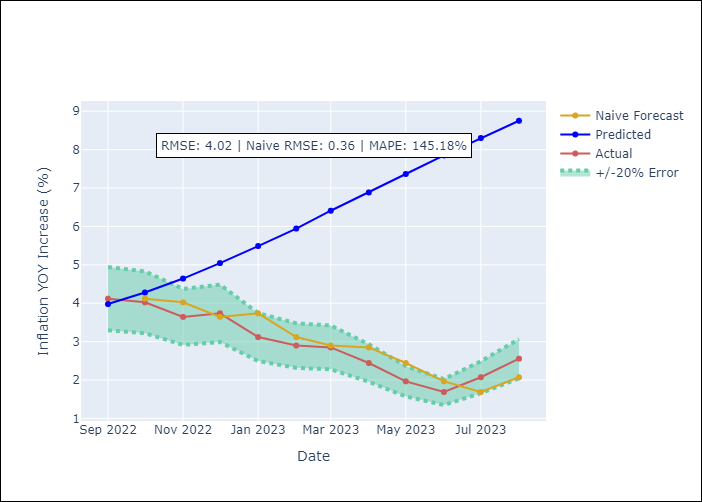 RMSE: 4.02 | Naive RMSE: 0.36 | MAPE: 145.18%
Naive Forecast
Predicted
Actual
+/-20% Error
Inflation YOY Increase (%)
9
8
7
6
5
4
3
2
1
Sep 2022
Nov 2022
Jan 2023
Mar 2023
May 2023
Jul 2023
Date